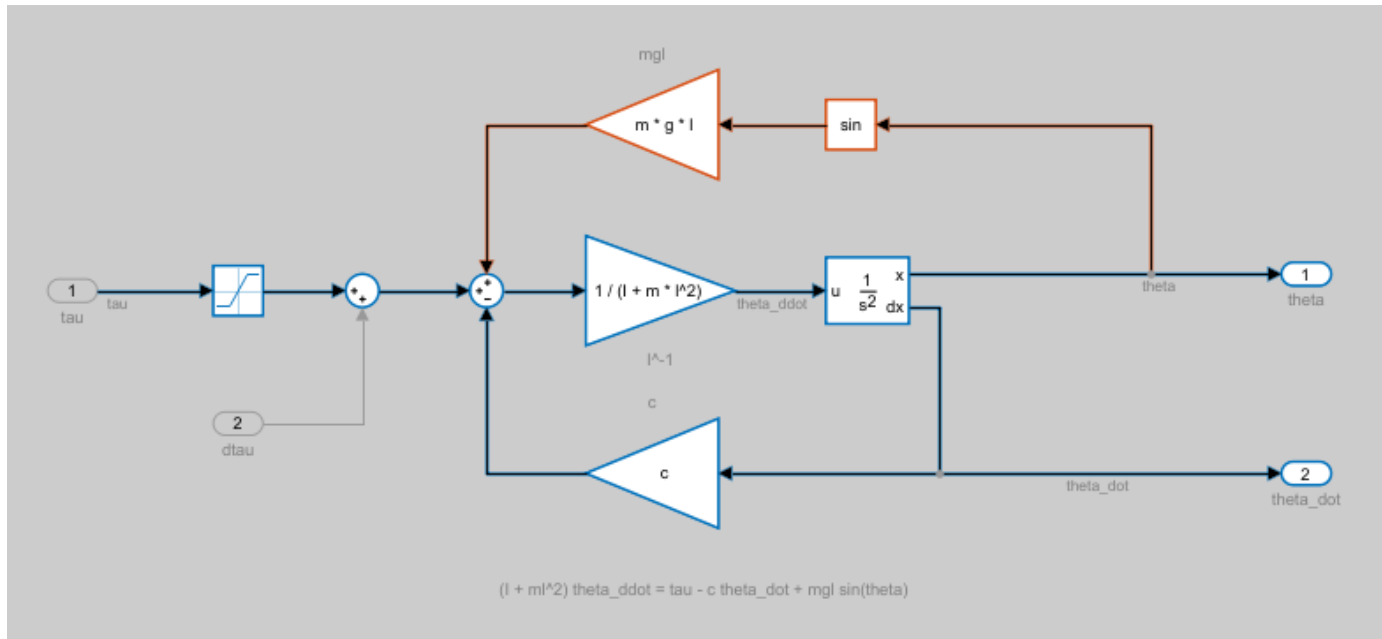 mgl
m * g * l
sin
1
tau
tau
1 / (I + m * l^2)
theta_ddot
u
1
s2
x
dx
theta
1
theta
I^-1
2
dtau
c
c
theta_dot
2
theta_dot
(I + ml^2) theta_ddot = tau - c theta_dot + mgl sin(theta)